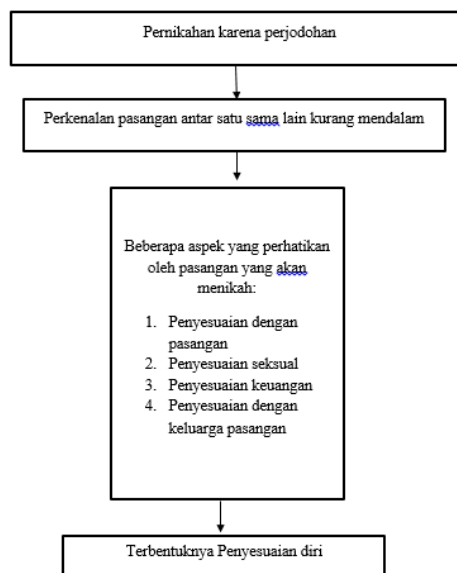 Pernikahan karena perjodohan
Perkenalan pasangan antar satu sama lain kurang mendalam
Beberapa aspek yang perhatikan
oleh pasangan yang akan
menikah:
1. Penyesuaian dengan
pasangan
2. Penyesuaian seksual
3. Penyesuaian keuangan
4. Penyesuaian dengan
keluarga pasangan
Terbentuknya Penyesuaian diri